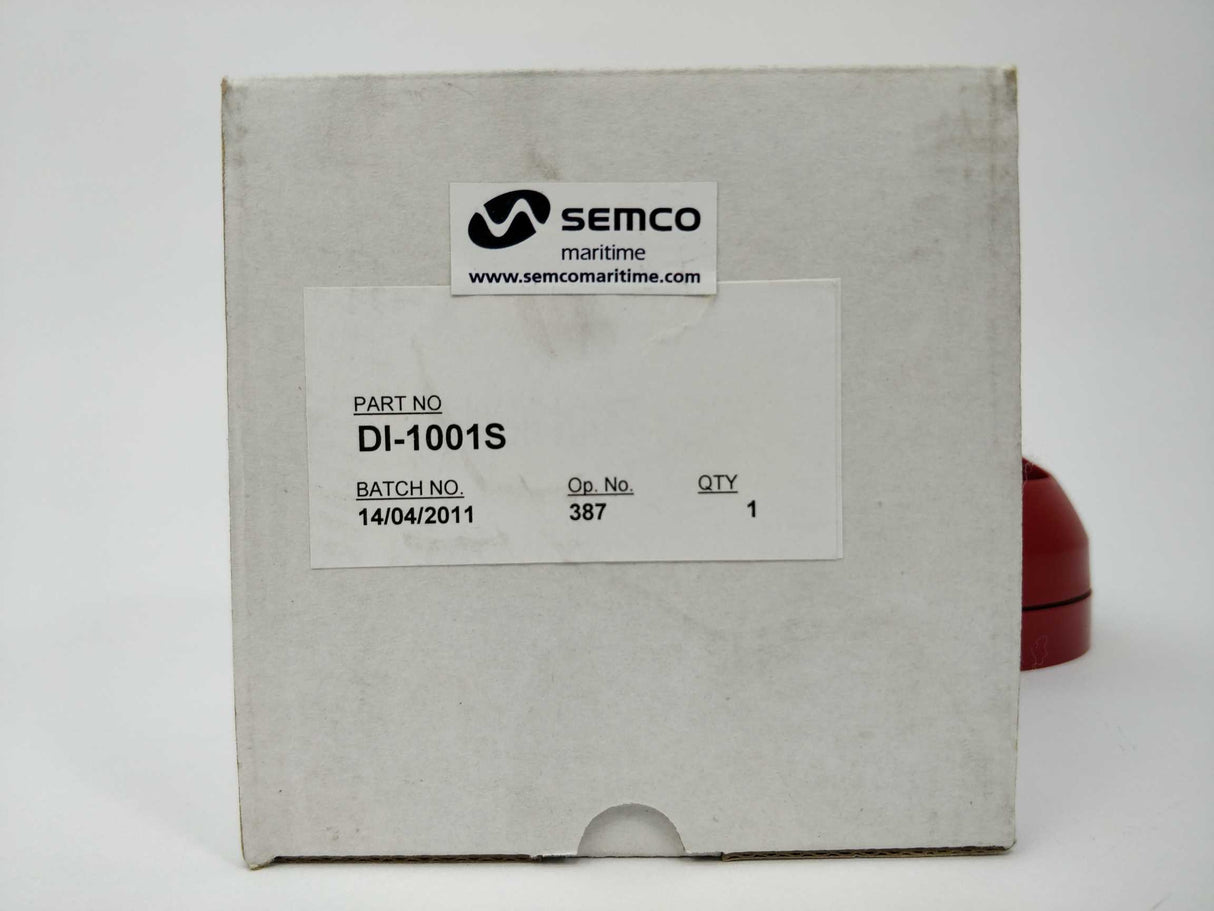 SEMCO
maritime
www.semcomaritime.com
PART NO
DI-1001S
BATCH NO. Op. No. QTY
14/04/2011 387 1